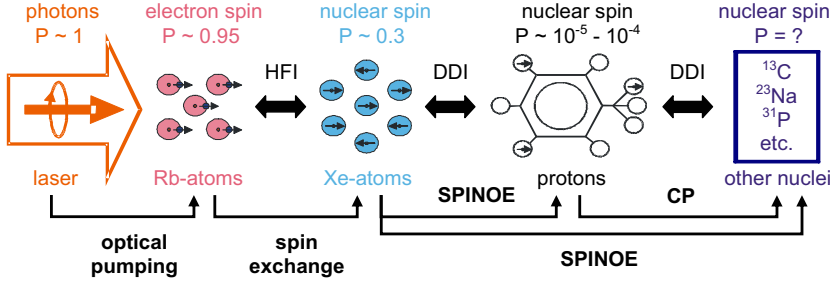 photons
P ~ 1
electron spin
P ~ 0.95
nuclear spin
P ~ 0.3
nuclear spin
P ~ 10⁻⁵ - 10⁻⁴
nuclear spin
P = ?
HFI
DDI
DDI
¹³C
²³Na
³¹P
etc.
laser
Rb-atoms
Xe-atoms
protons
other nuclei
SPINOE
CP
optical
pumping
spin
exchange
SPINOE